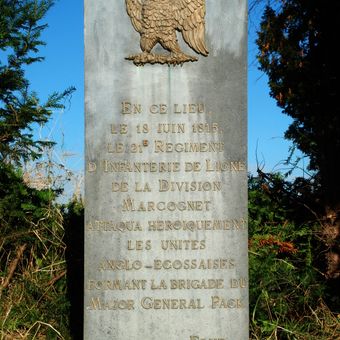 EN CE LIEU
LE 18 JUIN 1815
LE 21E REGIMENT
D'INFANTERIE DE LIGNE
DE LA DIVISION
MARCOGNET
ATTAQUA HEROIQUEMENT
LES UNITES
ANGLO-ECOSSAISES
FORMANT LA BRIGADE DU
MAJOR GENERAL PACK